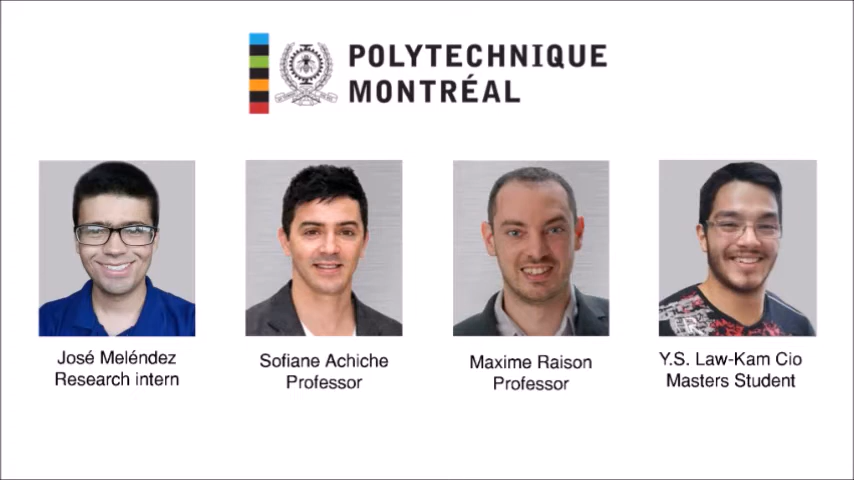 POLYTECHNIQUE
MONTRÉAL
José Meléndez
Research intern
Sofiane Achiche
Professor
Maxime Raison
Professor
Y.S. Law-Kam Cio
Masters Student